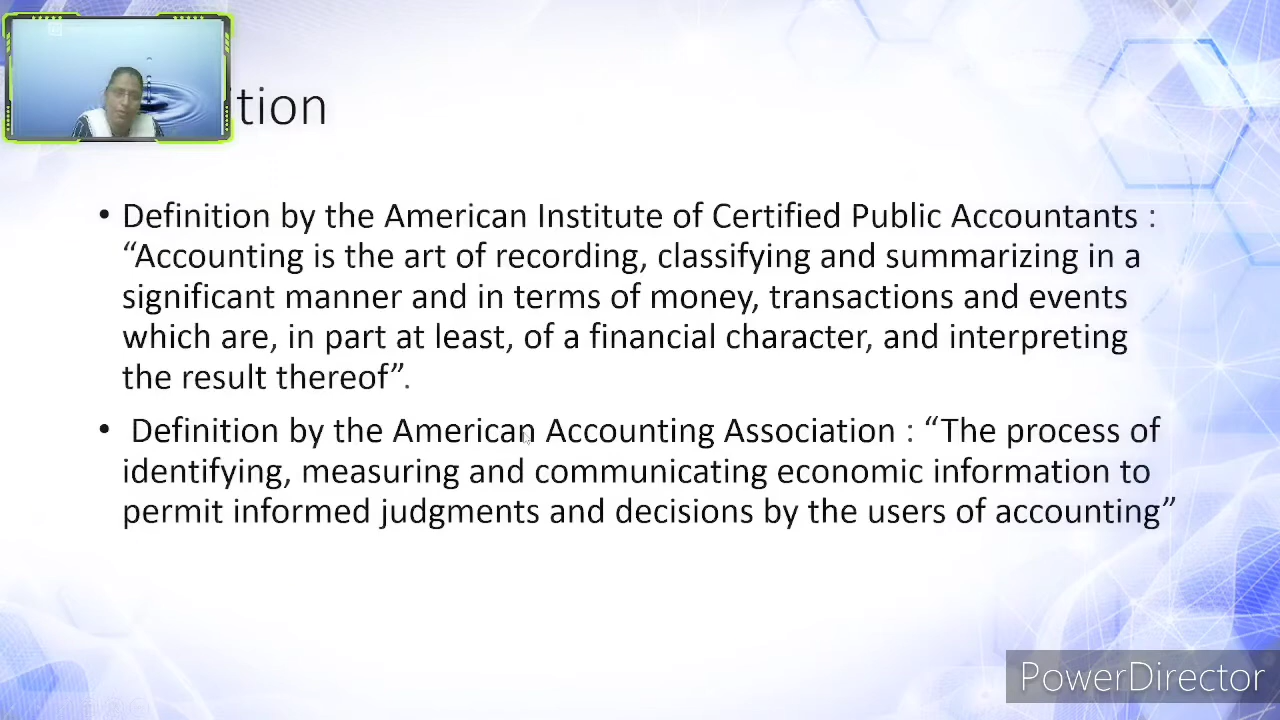 tion
• Definition by the American Institute of Certified Public Accountants :
“Accounting is the art of recording, classifying and summarizing in a
significant manner and in terms of money, transactions and events
which are, in part at least, of a financial character, and interpreting
the result thereof”.
• Definition by the American Accounting Association : “The process of
identifying, measuring and communicating economic information to
permit informed judgments and decisions by the users of accounting”
PowerDirector